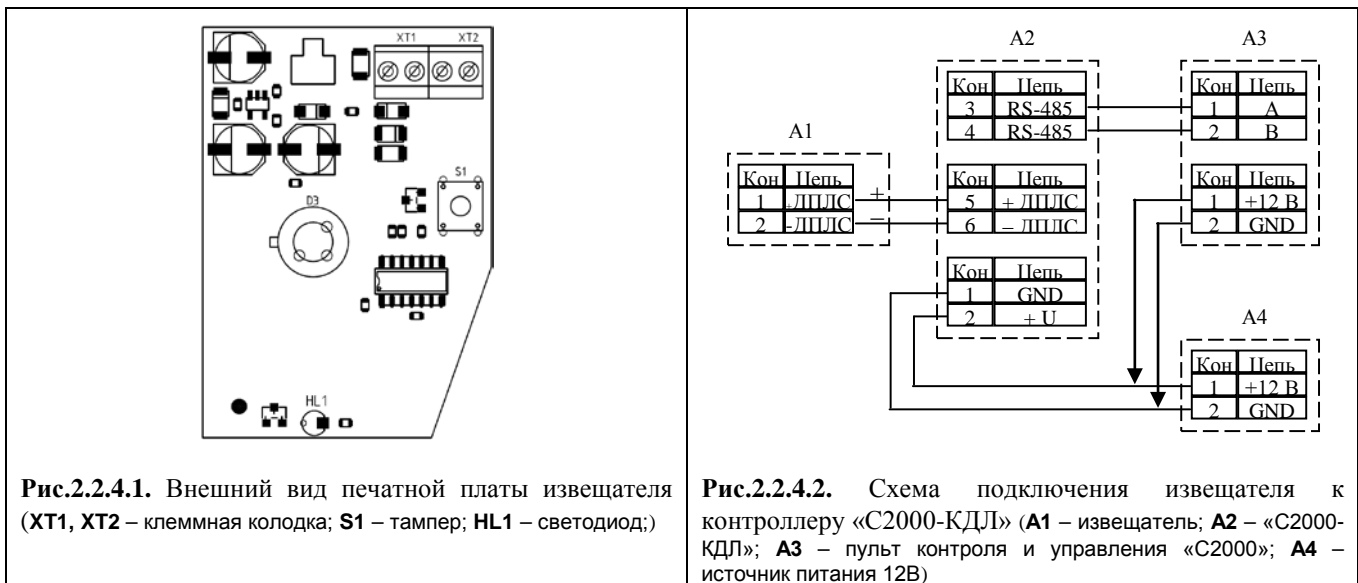 XT1 XT2
S1
D3
HL1
Рис.2.2.4.1. Внешний вид печатной платы извещателя
(XT1, XT2 – клеммная колодка; S1 – тампер; HL1 – светодиод;)
A2
Кон Цепь
3 RS-485
4 RS-485
Кон Цепь
5 + ДПЛС
6 – ДПЛС
Кон Цепь
1 GND
2 + U
A3
Кон Цепь
1 A
2 B
Кон Цепь
1 +12 В
2 GND
A1
Кон Цепь
1 +ДПЛС +
2 -ДПЛС –
A4
Кон Цепь
1 +12 В
2 GND
Рис.2.2.4.2. Схема подключения извещателя к
контроллеру «С2000-КДЛ» (А1 – извещатель; А2 – «С2000-
КДЛ»; А3 – пульт контроля и управления «С2000»; А4 –
источник питания 12В)